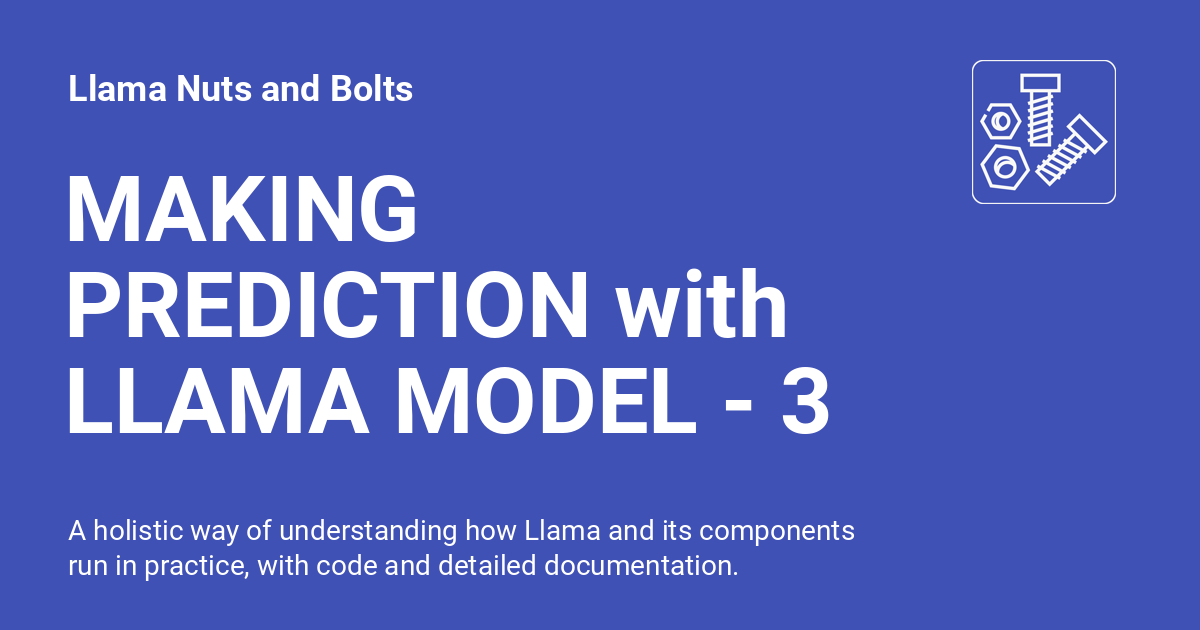 Llama Nuts and Bolts
MAKING
PREDICTION with
LLAMA MODEL - 3
A holistic way of understanding how Llama and its components
run in practice, with code and detailed documentation.